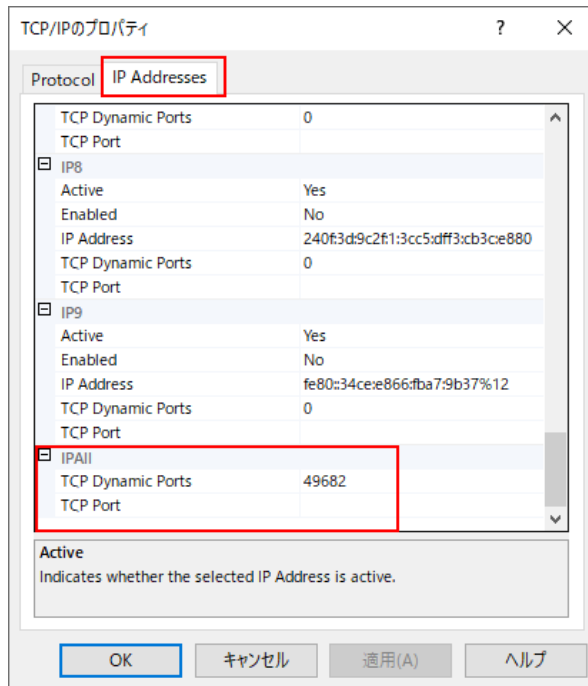 TCP/IPのプロパティ ? ×
Protocol IP Addresses
TCP Dynamic Ports 0
TCP Port
IP8
Active Yes
Enabled No
IP Address 240f:3d:9c2f:1:3cc5:dff3:cb3c:e880
TCP Dynamic Ports 0
TCP Port
IP9
Active Yes
Enabled No
IP Address fe80::34ce:e866:fba7:9b37%12
TCP Dynamic Ports 0
TCP Port
IPAll
TCP Dynamic Ports 49682
TCP Port
Active
Indicates whether the selected IP Address is active.
OK キャンセル 適用(A) ヘルプ